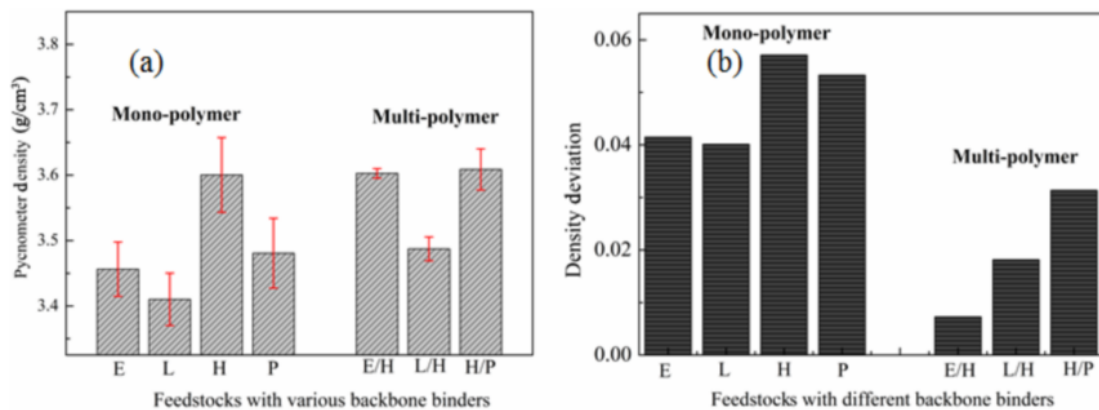 (a)
Mono-polymer
Multi-polymer
Pycnometer density (g/cm³)
3.8
3.7
3.6
3.5
3.4
E L H P E/H L/H H/P
Feedstocks with various backbone binders
(b)
Mono-polymer
Multi-polymer
Density deviation
0.06
0.04
0.02
0.00
E L H P E/H L/H H/P
Feedstocks with different backbone binders